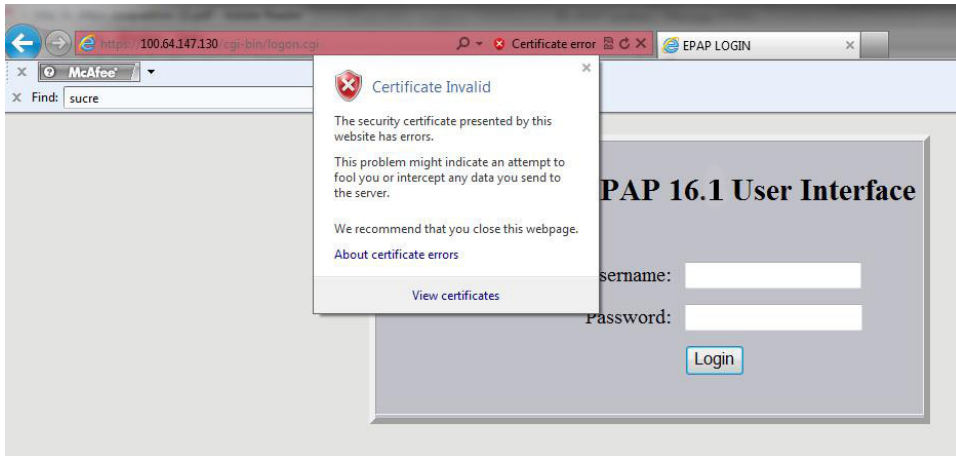 https://100.64.147.130/cgi-bin/logon.cgi
Certificate error
EPAP LOGIN
McAfee
Find: sucre
Certificate Invalid
The security certificate presented by this
website has errors.
This problem might indicate an attempt to
fool you or intercept any data you send to
the server.
We recommend that you close this webpage.
About certificate errors
View certificates
PAP 16.1 User Interface
sername:
Password:
Login